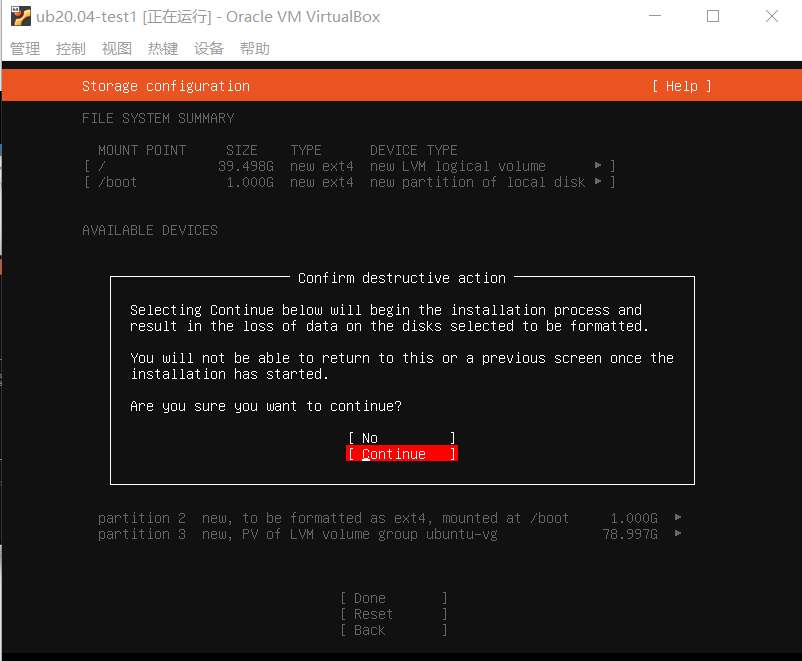 ub20.04-test1 [正在运行] - Oracle VM VirtualBox
管理 控制 视图 热键 设备 帮助
Storage configuration [ Help ]
FILE SYSTEM SUMMARY
MOUNT POINT SIZE TYPE DEVICE TYPE
[ / 39.498G new ext4 new LVM logical volume ▸ ]
[ /boot 1.000G new ext4 new partition of local disk ▸ ]
AVAILABLE DEVICES
Confirm destructive action
Selecting Continue below will begin the installation process and
result in the loss of data on the disks selected to be formatted.
You will not be able to return to this or a previous screen once the
installation has started.
Are you sure you want to continue?
[ No ]
[ Continue ]
partition 2 new, to be formatted as ext4, mounted at /boot 1.000G ▸
partition 3 new, PV of LVM volume group ubuntu-vg 78.997G ▸
[ Done ]
[ Reset ]
[ Back ]